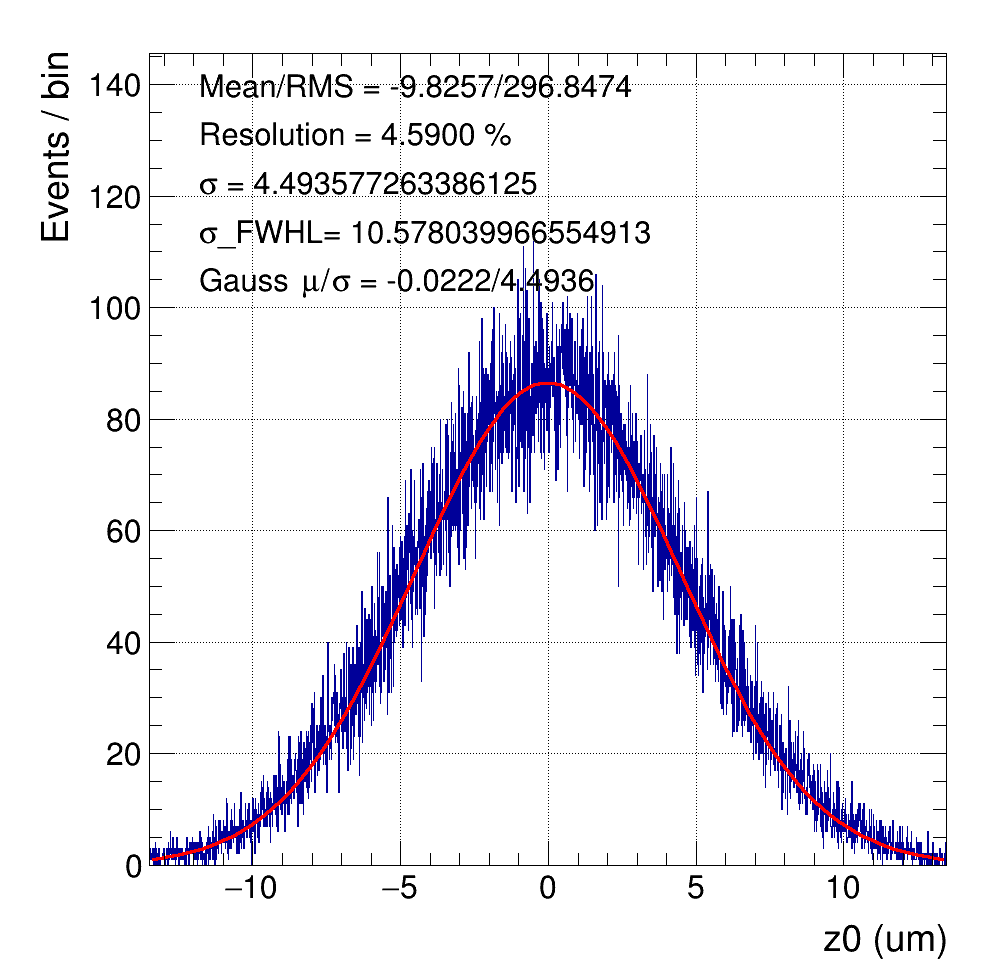 Events / bin
140
120
100
80
60
40
20
0
Mean/RMS = -9.8257/296.8474
Resolution = 4.5900 %
σ = 4.493577263386125
σ_FWHL= 10.578039966554913
Gauss μ/σ = -0.0222/4.4936
−10 −5 0 5 10
z0 (um)